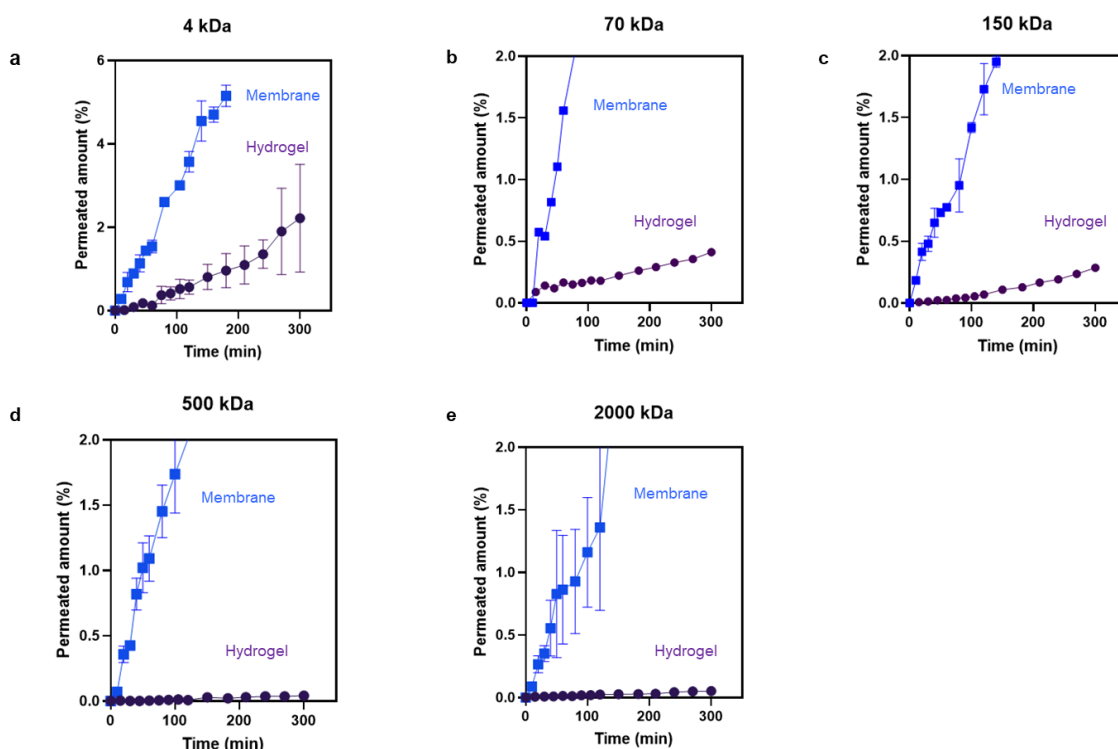 4 kDa
a
Permeated amount (%)
6
4
2
0
Membrane
Hydrogel
0 100 200 300
Time (min)
70 kDa
b
Permeated amount (%)
2.0
1.5
1.0
0.5
0.0
Membrane
Hydrogel
0 100 200 300
Time (min)
150 kDa
c
Permeated amount (%)
2.0
1.5
1.0
0.5
0.0
Membrane
Hydrogel
0 100 200 300
Time (min)
500 kDa
d
Permeated amount (%)
2.0
1.5
1.0
0.5
0.0
Membrane
Hydrogel
0 100 200 300
Time (min)
2000 kDa
e
Permeated amount (%)
2.0
1.5
1.0
0.5
0.0
Membrane
Hydrogel
0 100 200 300
Time (min)